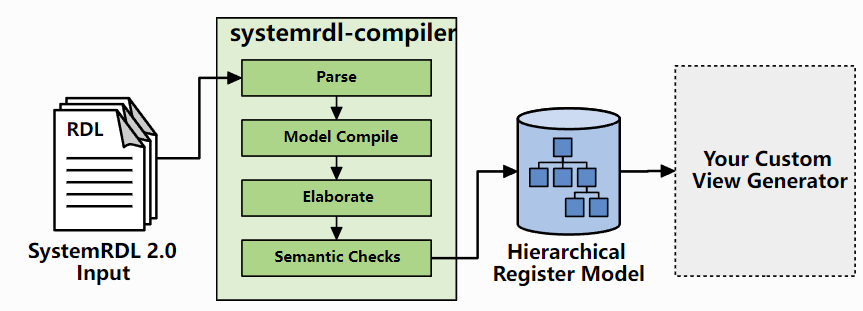 systemrdl-compiler
Parse
RDL
Model Compile
Your Custom
View Generator
Elaborate
SystemRDL 2.0
Input
Semantic Checks
Hierarchical
Register Model